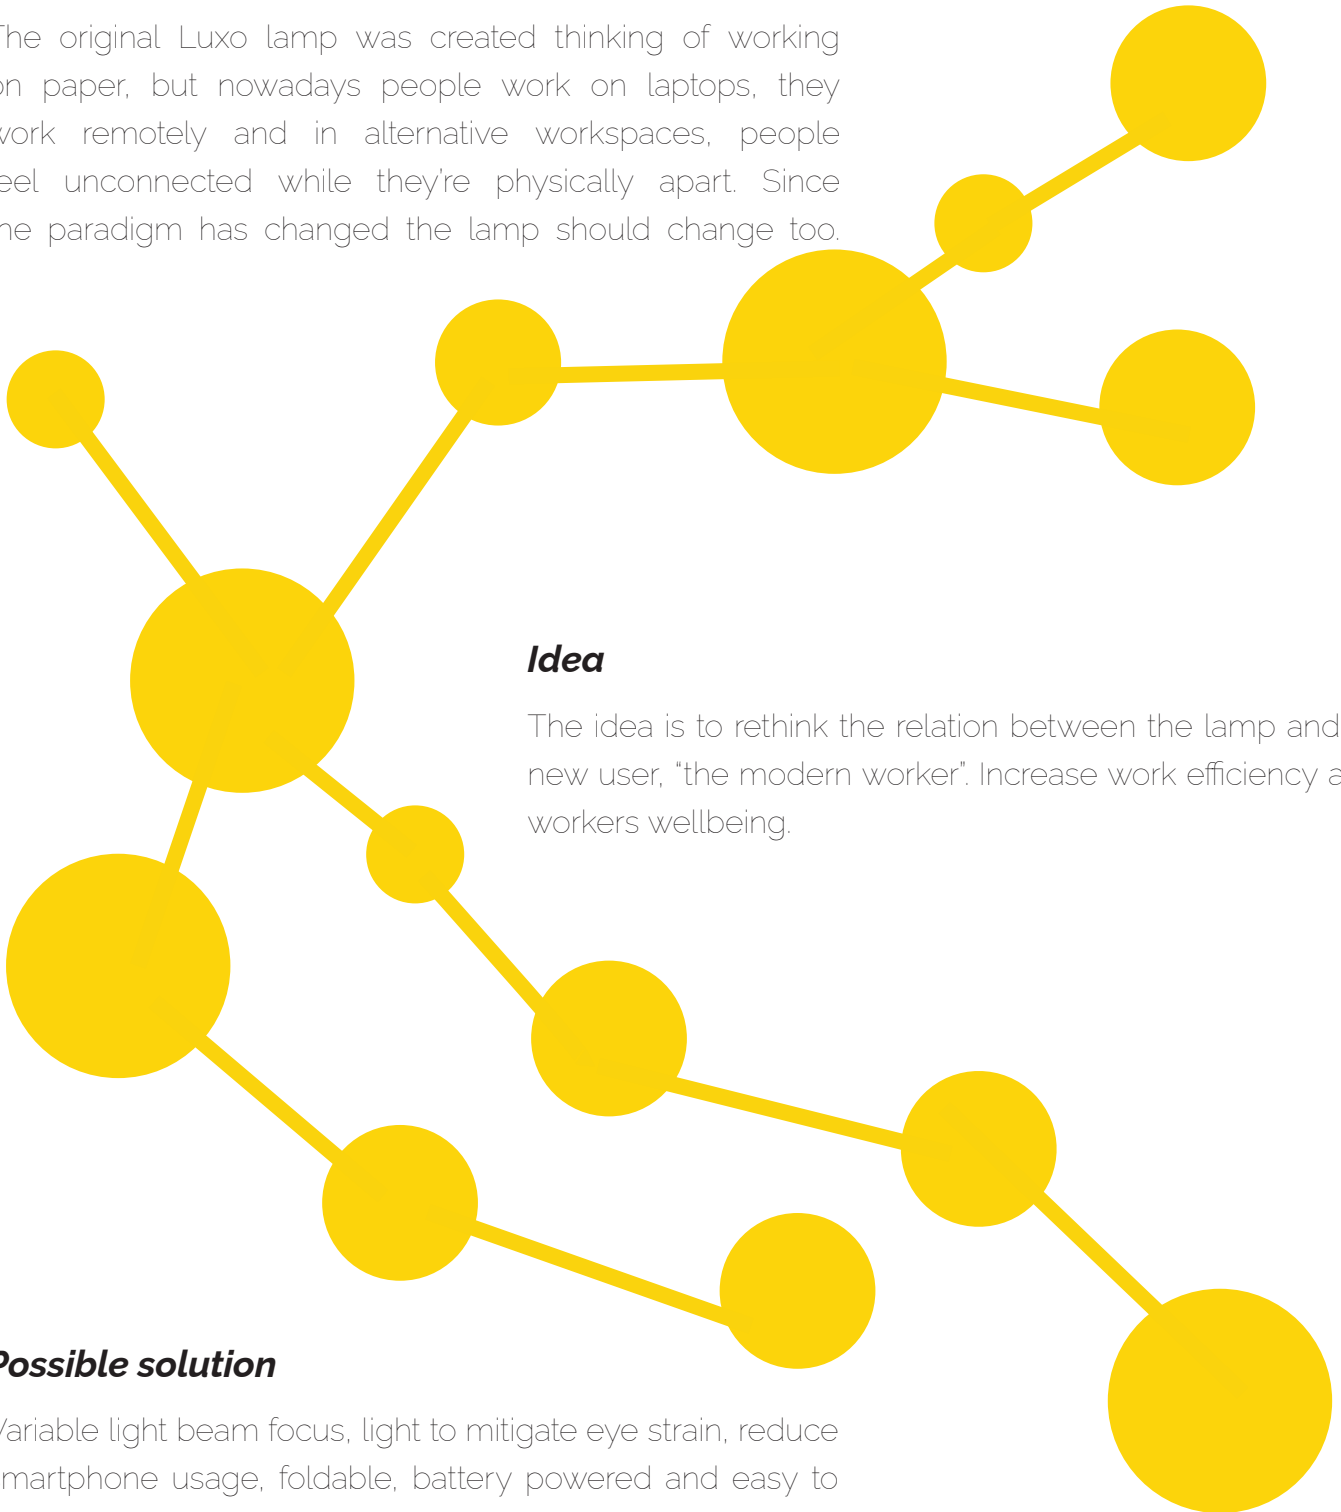 The original Luxo lamp was created thinking of working
on paper, but nowadays people work on laptops, they
work remotely and in alternative workspaces, people
feel unconnected while they're physically apart. Since
the paradigm has changed the lamp should change too.
Idea
The idea is to rethink the relation between the lamp and
new user, “the modern worker”. Increase work efficiency
workers wellbeing.
Possible solution
Variable light beam focus, light to mitigate eye strain, reduce
smartphone usage, foldable, battery powered and easy to